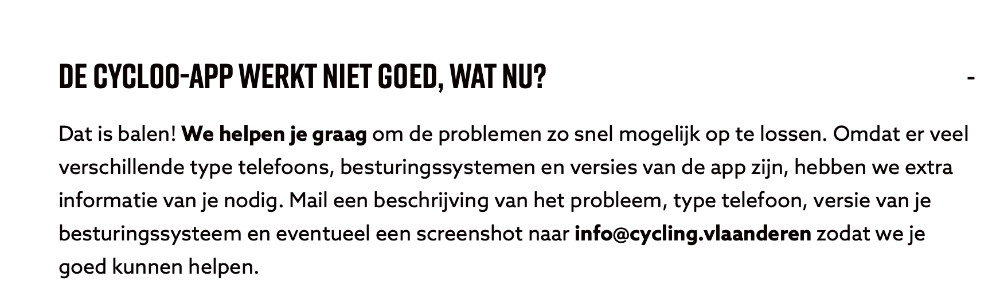 DE CYCLOO-APP WERKT NIET GOED, WAT NU? -
Dat is balen! We helpen je graag om de problemen zo snel mogelijk op te lossen. Omdat er veel
verschillende type telefoons, besturingssystemen en versies van de app zijn, hebben we extra
informatie van je nodig. Mail een beschrijving van het probleem, type telefoon, versie van je
besturingssysteem en eventueel een screenshot naar info@cycling.vlaanderen zodat we je
goed kunnen helpen.